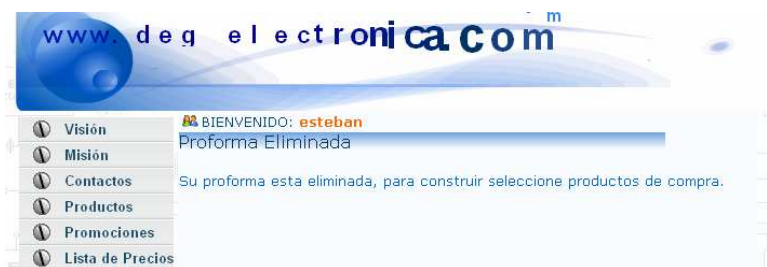 www. deg electronica.com
m
BIENVENIDO: esteban
Proforma Eliminada
Su proforma esta eliminada, para construir seleccione productos de compra.
Visión
Misión
Contactos
Productos
Promociones
Lista de Precios